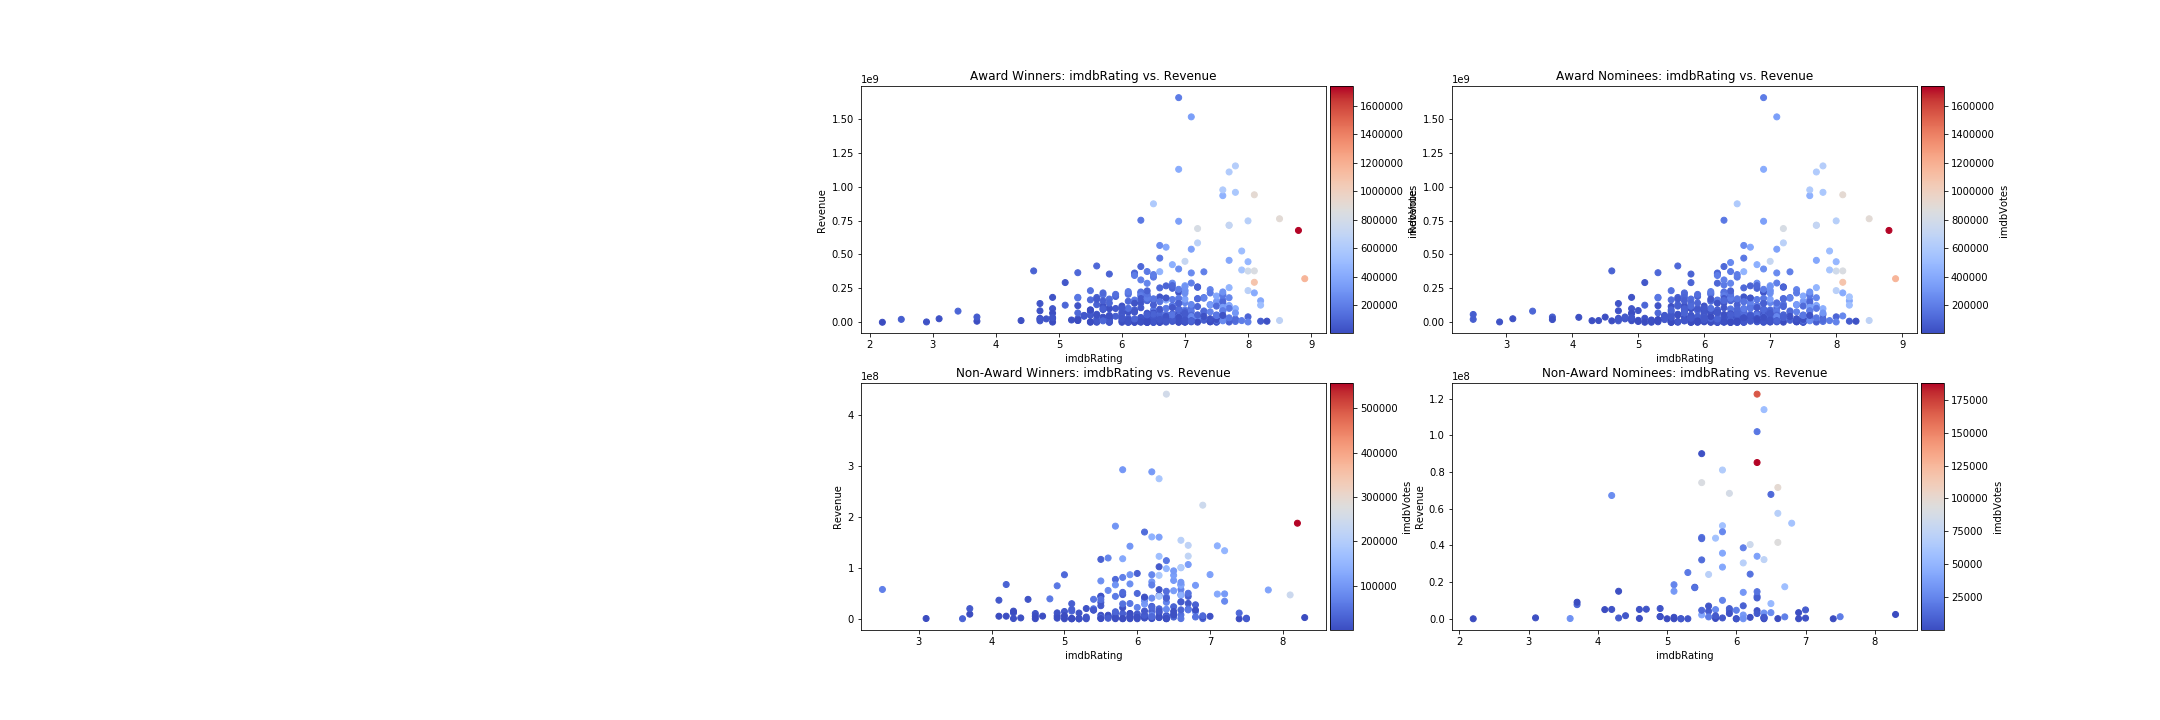 Award Winners: imdbRating vs. Revenue
1e9
Revenue
1.50
1.25
1.00
0.75
0.50
0.25
0.00
2 3 4 5 6 7 8 9
imdbRating
1600000
1400000
1200000
1000000
800000
600000
400000
200000
imdbVotes
Award Nominees: imdbRating vs. Revenue
1e9
Revenue
1.50
1.25
1.00
0.75
0.50
0.25
0.00
3 4 5 6 7 8 9
imdbRating
1600000
1400000
1200000
1000000
800000
600000
400000
200000
imdbVotes
Non-Award Winners: imdbRating vs. Revenue
1e8
Revenue
4
3
2
1
0
3 4 5 6 7 8
imdbRating
500000
400000
300000
200000
100000
imdbVotes
Non-Award Nominees: imdbRating vs. Revenue
1e8
Revenue
1.2
1.0
0.8
0.6
0.4
0.2
0.0
2 3 4 5 6 7 8
imdbRating
175000
150000
125000
100000
75000
50000
25000
imdbVotes